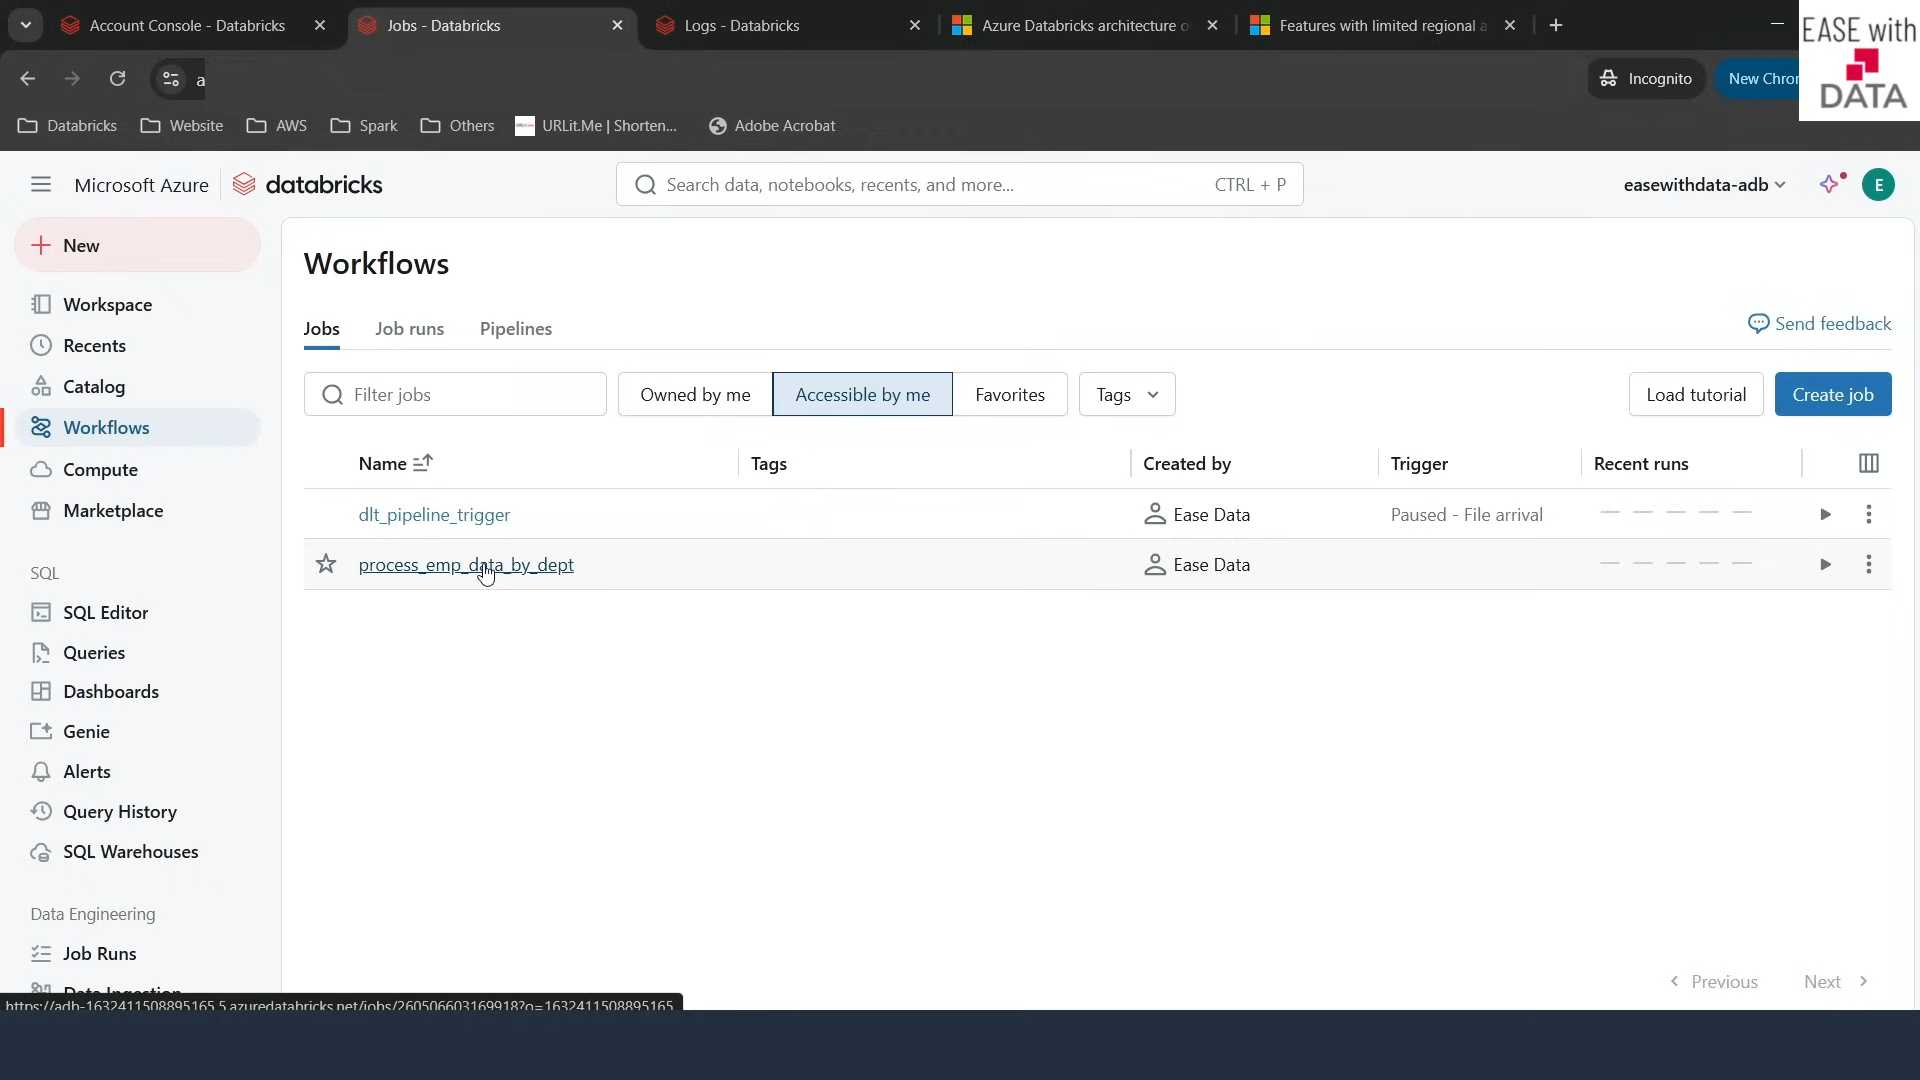 Account Console - Databricks
Jobs - Databricks
Logs - Databricks
Azure Databricks architecture o
Features with limited regional a
EASE with
DATA
a
Incognito
New Chror
Databricks
Website
AWS
Spark
Others
URLit.Me | Shorten...
Adobe Acrobat
Microsoft Azure
databricks
Search data, notebooks, recents, and more...
CTRL + P
easewithdata-adb
E
New
Workspace
Recents
Catalog
Workflows
Compute
Marketplace
SQL
SQL Editor
Queries
Dashboards
Genie
Alerts
Query History
SQL Warehouses
Data Engineering
Job Runs
Data Ingestion
Workflows
Jobs Job runs Pipelines
Send feedback
Filter jobs
Owned by me Accessible by me Favorites Tags
Load tutorial Create job
Name Tags Created by Trigger Recent runs
dlt_pipeline_trigger Ease Data Paused - File arrival
process_emp_data_by_dept Ease Data
Previous Next
https://adb-1632411508895165.5.azuredatabricks.net/jobs/260506603169918?o=1632411508895165